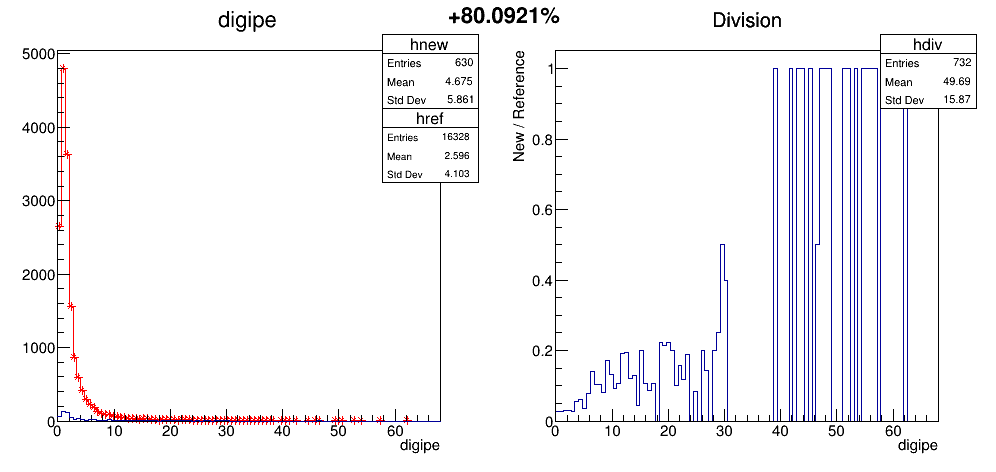 +80.0921%
digipe
hnew
Entries 630
Mean 4.675
Std Dev 5.861
href
Entries 16328
Mean 2.596
Std Dev 4.103
5000
4000
3000
2000
1000
0
0 10 20 30 40 50 60
digipe
Division
hdiv
Entries 732
Mean 49.69
Std Dev 15.87
New / Reference
1
0.8
0.6
0.4
0.2
0
0 10 20 30 40 50 60
digipe